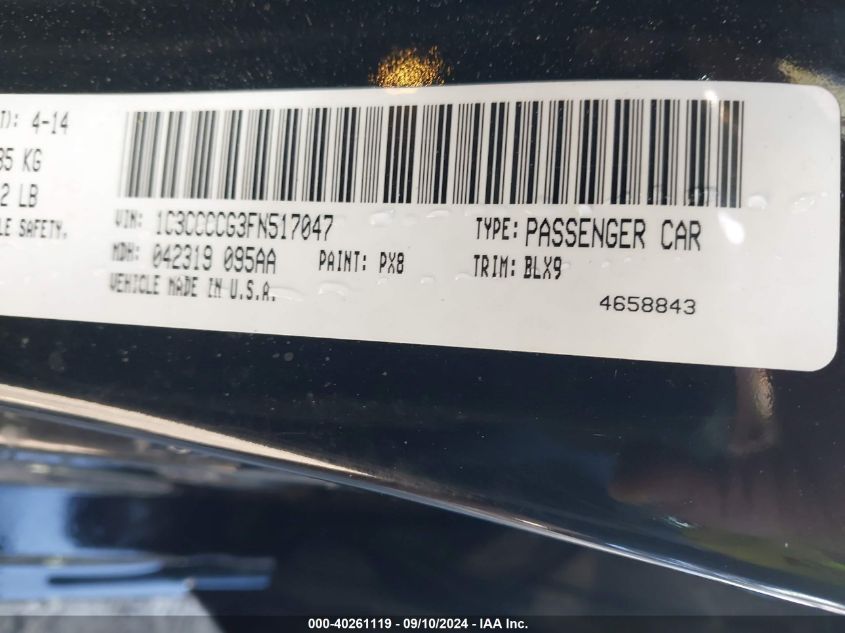 T): 4-14
95 KG
2 LB
LE SAFETY.
VIN: 1C3CCCCG3FN517047
TYPE: PASSENGER CAR
MDH: 042319 095AA
PAINT: PX8
TRIM: BLX9
VEHICLE MADE IN U.S.A.
4658843
000-40261119 - 09/10/2024 - IAA Inc.